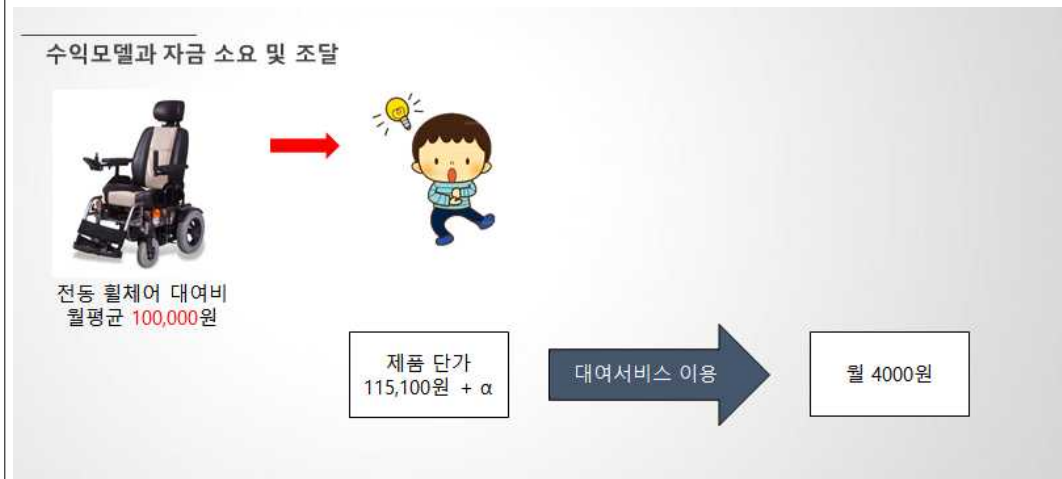 수익모델과 자금 소요 및 조달
전동 휠체어 대여비
월평균 100,000원
제품 단가
115,100원 + α
대여서비스 이용
월 4000원